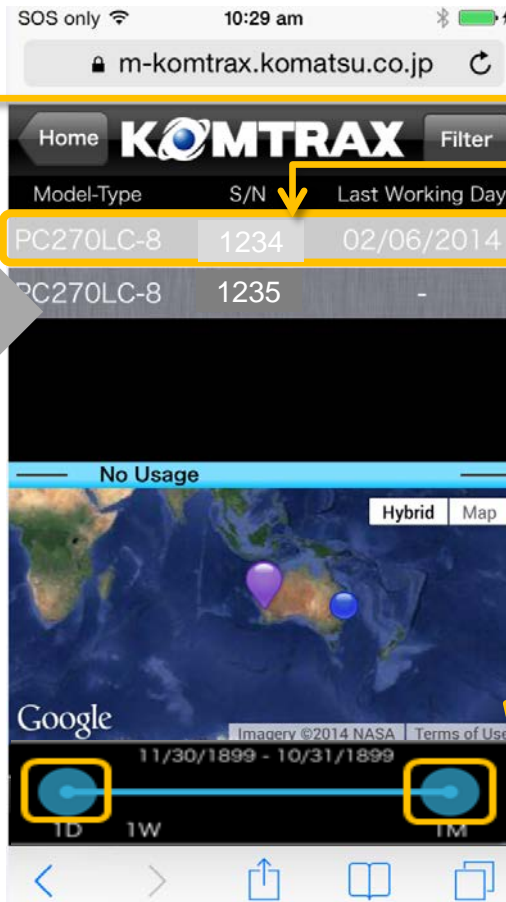 SOS only 10:29 am
m-komtrax.komatsu.co.jp
Home KOMTRAX Filter
Model-Type S/N Last Working Day
PC270LC-8 1234 02/06/2014
PC270LC-8 1235 -
No Usage
Hybrid Map
Google
Imagery ©2014 NASA Terms of Use
11/30/1899 - 10/31/1899
1D 1W 1M